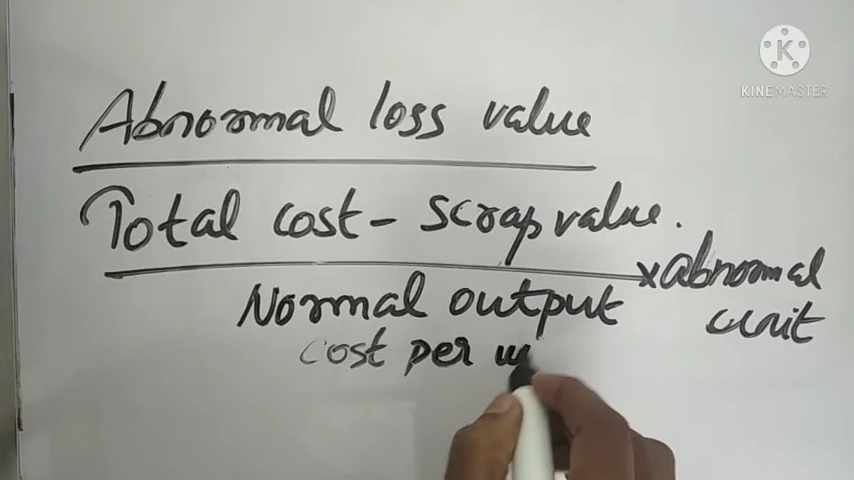 K
KINEMASTER
Abnormal loss value
Total cost - scrap value.
× abnormal
unit
Normal output
Cost per